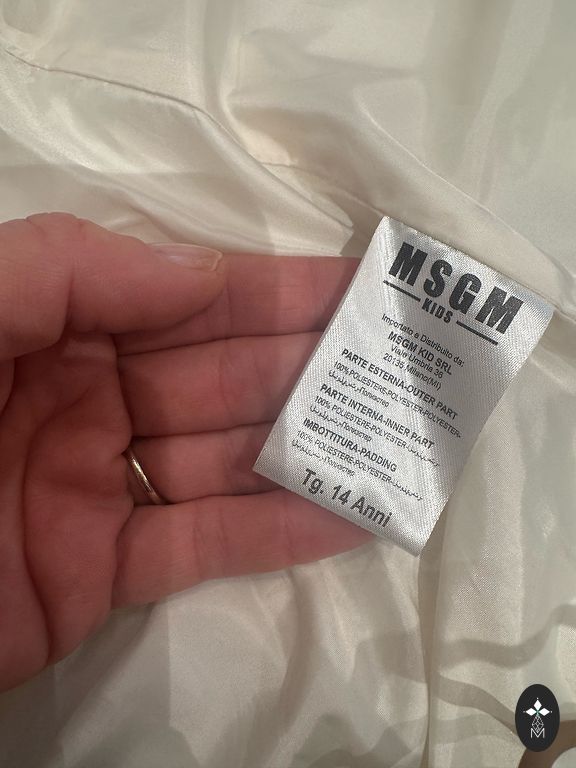 MSGM
KIDS
Importato e Distribuito da:
MSGM KID SRL
Viale Umbria 36
20135 Milano(MI)
PARTE ESTERNA-OUTER PART
100% POLIESTERE-POLYESTER-POLYESTER-
PARTE INTERNA-INNER PART
100% POLIESTERE-POLYESTER-
IMBOTTITURA-PADDING
100% POLIESTERE-POLYESTER-
Tg. 14 Anni
M